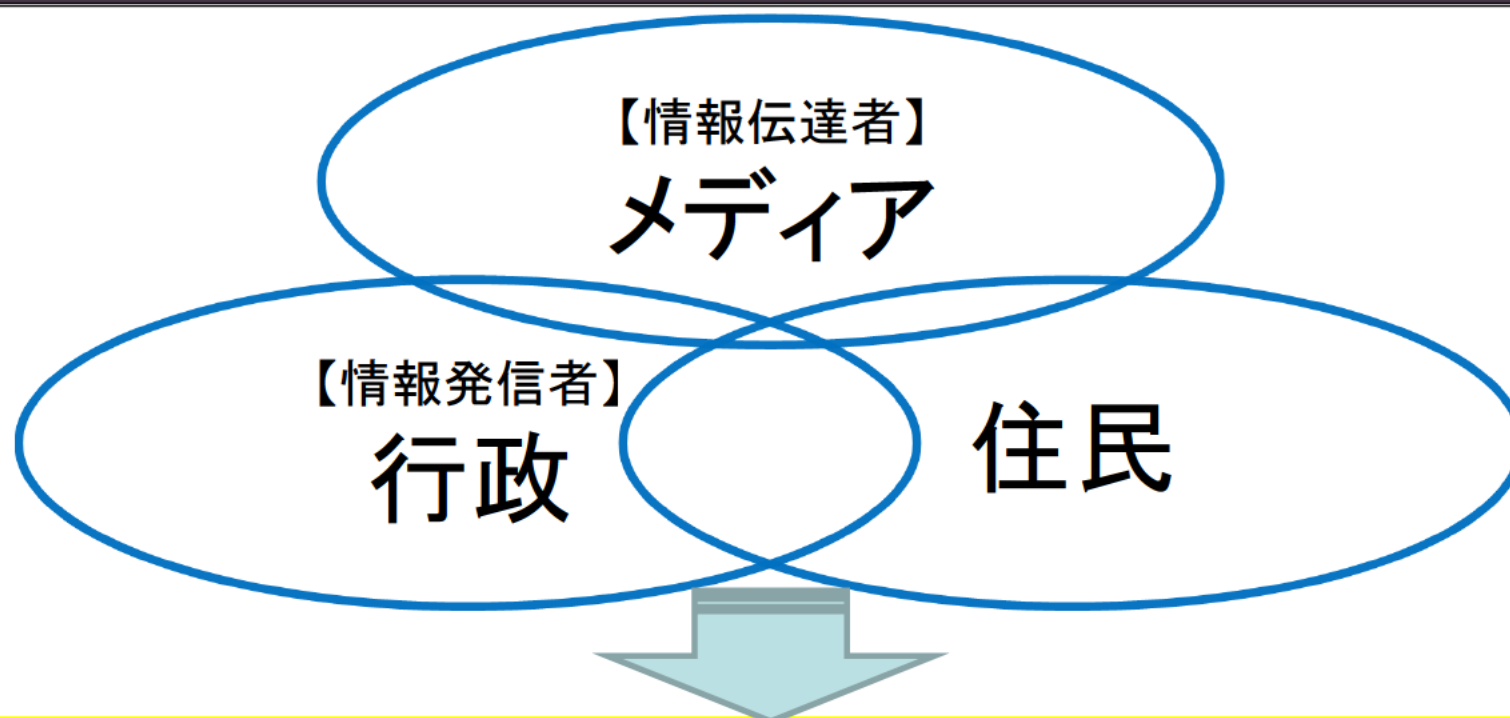 【情報伝達者】
メディア
【情報発信者】
行政
住民